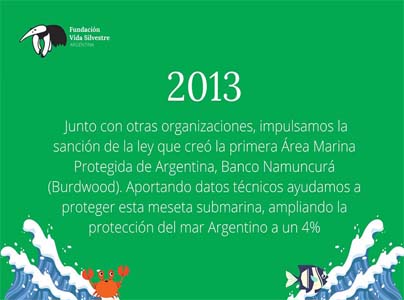 Fundación
Vida Silvestre
ARGENTINA
2013
Junto con otras organizaciones, impulsamos la
sanción de la ley que creó la primera Área Marina
Protegida de Argentina, Banco Namuncurá
(Burdwood). Aportando datos técnicos ayudamos a
proteger esta meseta submarina, ampliando la
protección del mar Argentino a un 4%